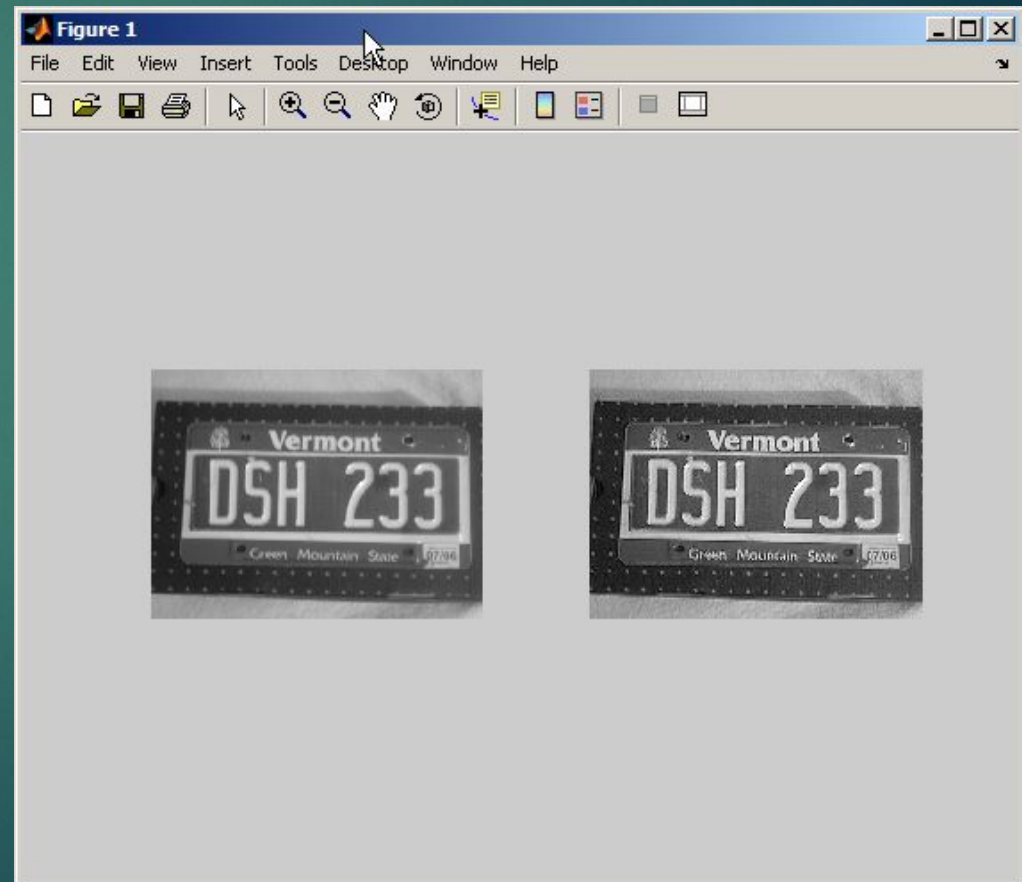 Figure 1
File Edit View Insert Tools Desktop Window Help
Vermont
DSH 233
Green Mountain State 07/06
Vermont
DSH 233
Green Mountain State 07/06